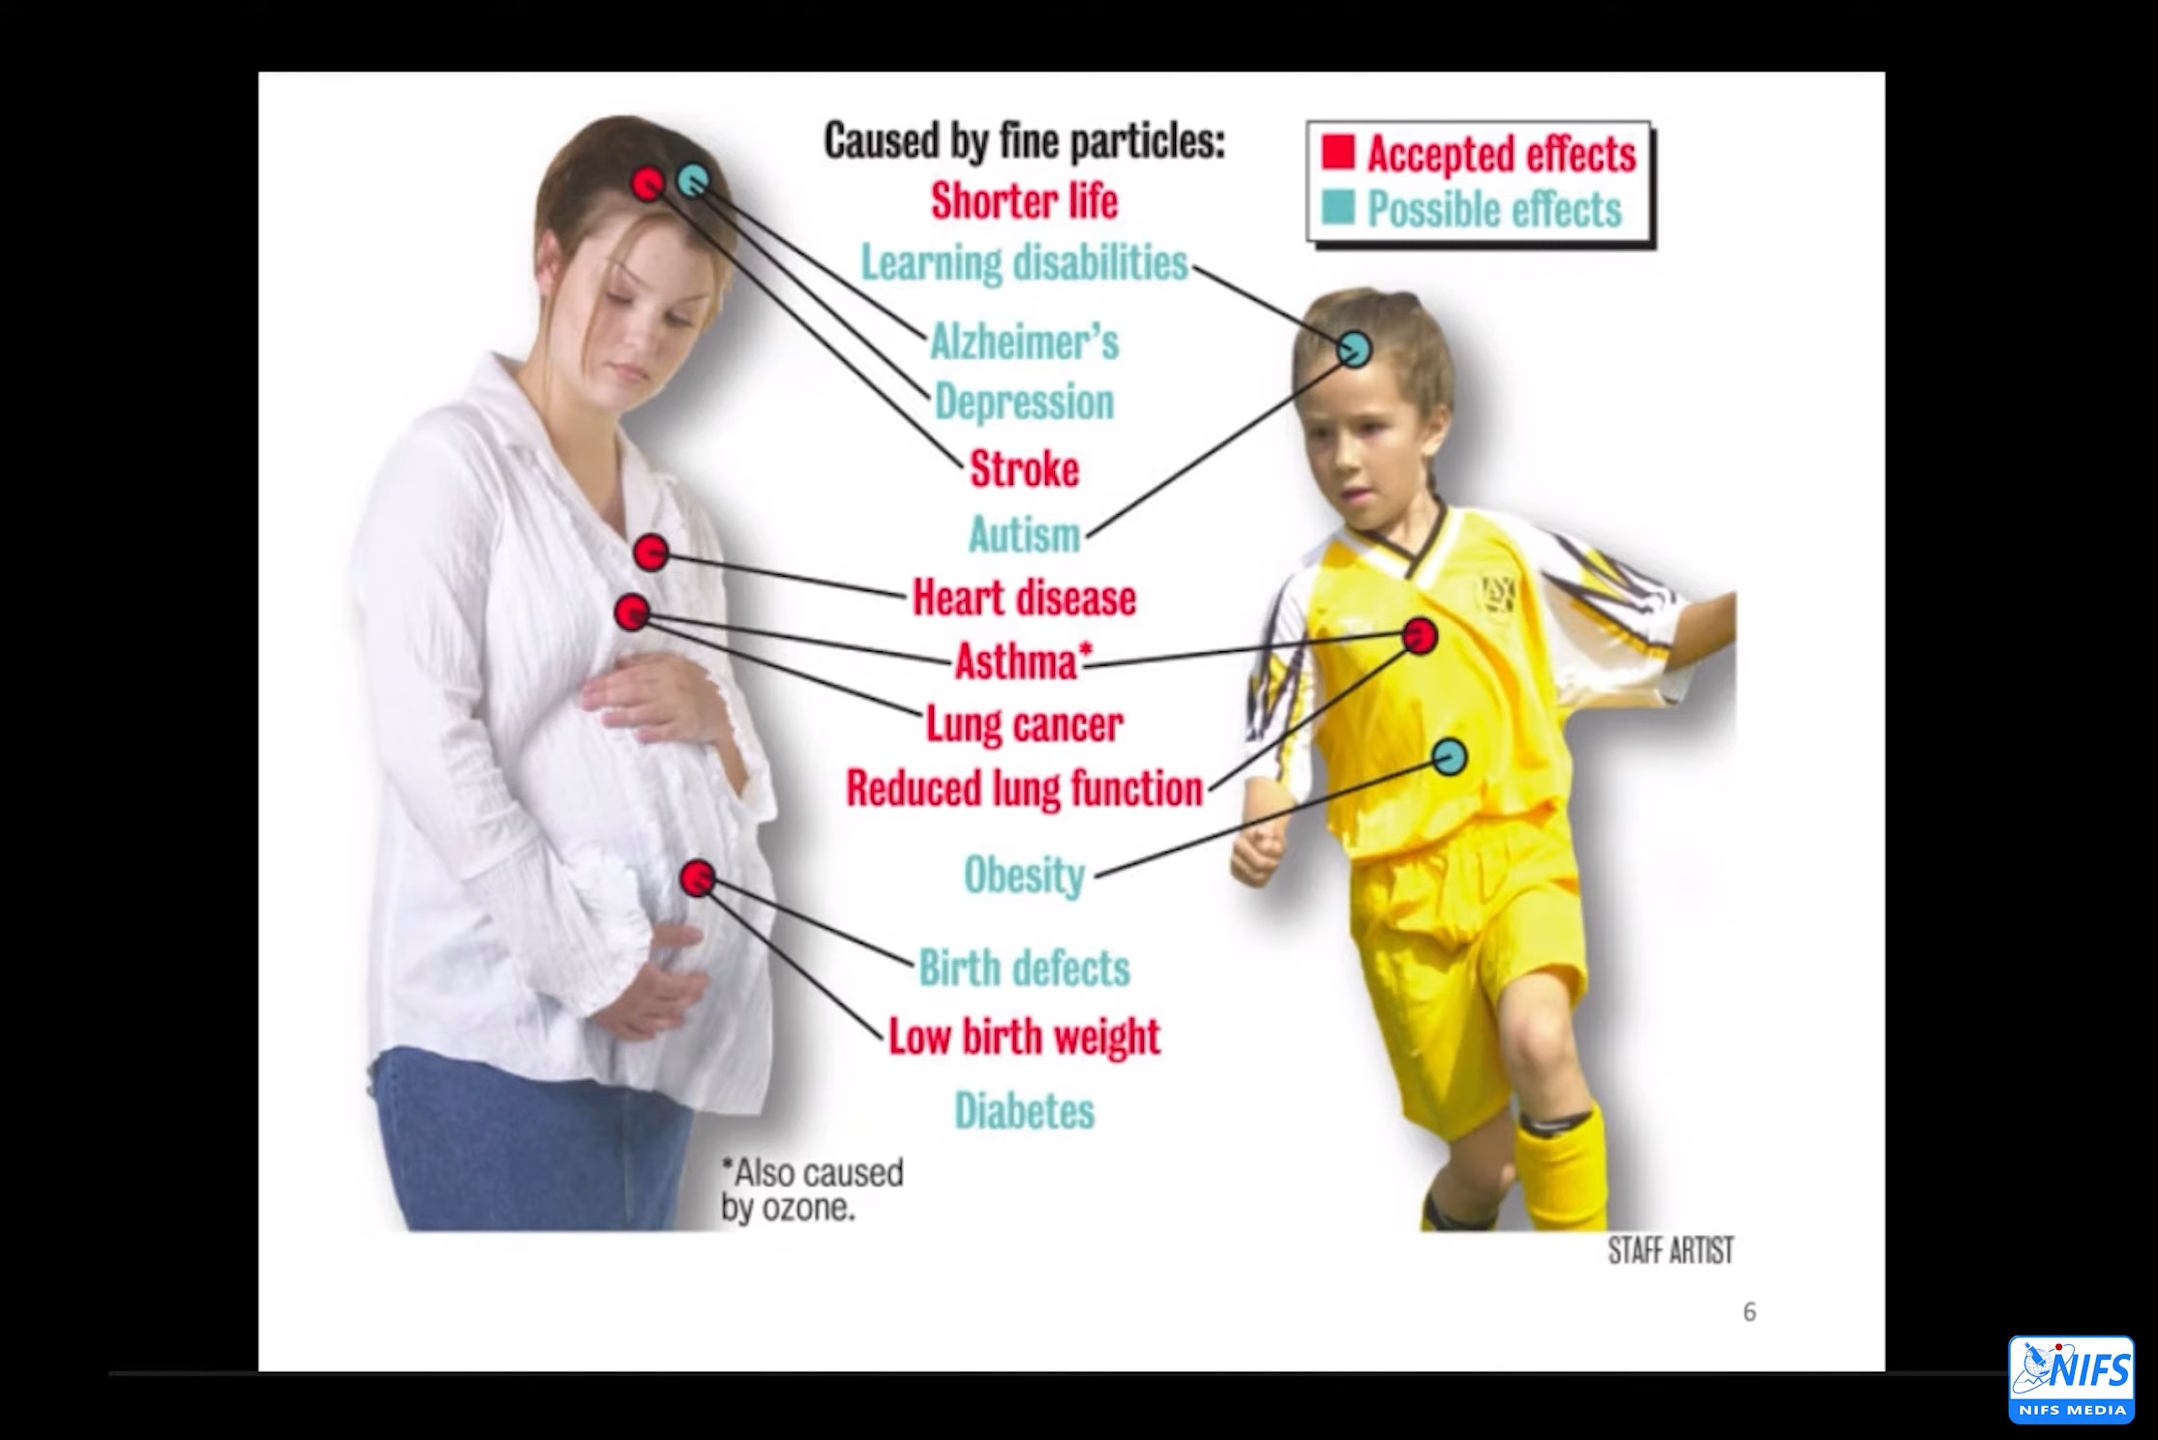 Caused by fine particles:
Shorter life
Learning disabilities
Alzheimer's
Depression
Stroke
Autism
Heart disease
Asthma*
Lung cancer
Reduced lung function
Obesity
Birth defects
Low birth weight
Diabetes
*Also caused
by ozone.
Accepted effects
Possible effects
STAFF ARTIST
6
NIFS
NIFS MEDIA